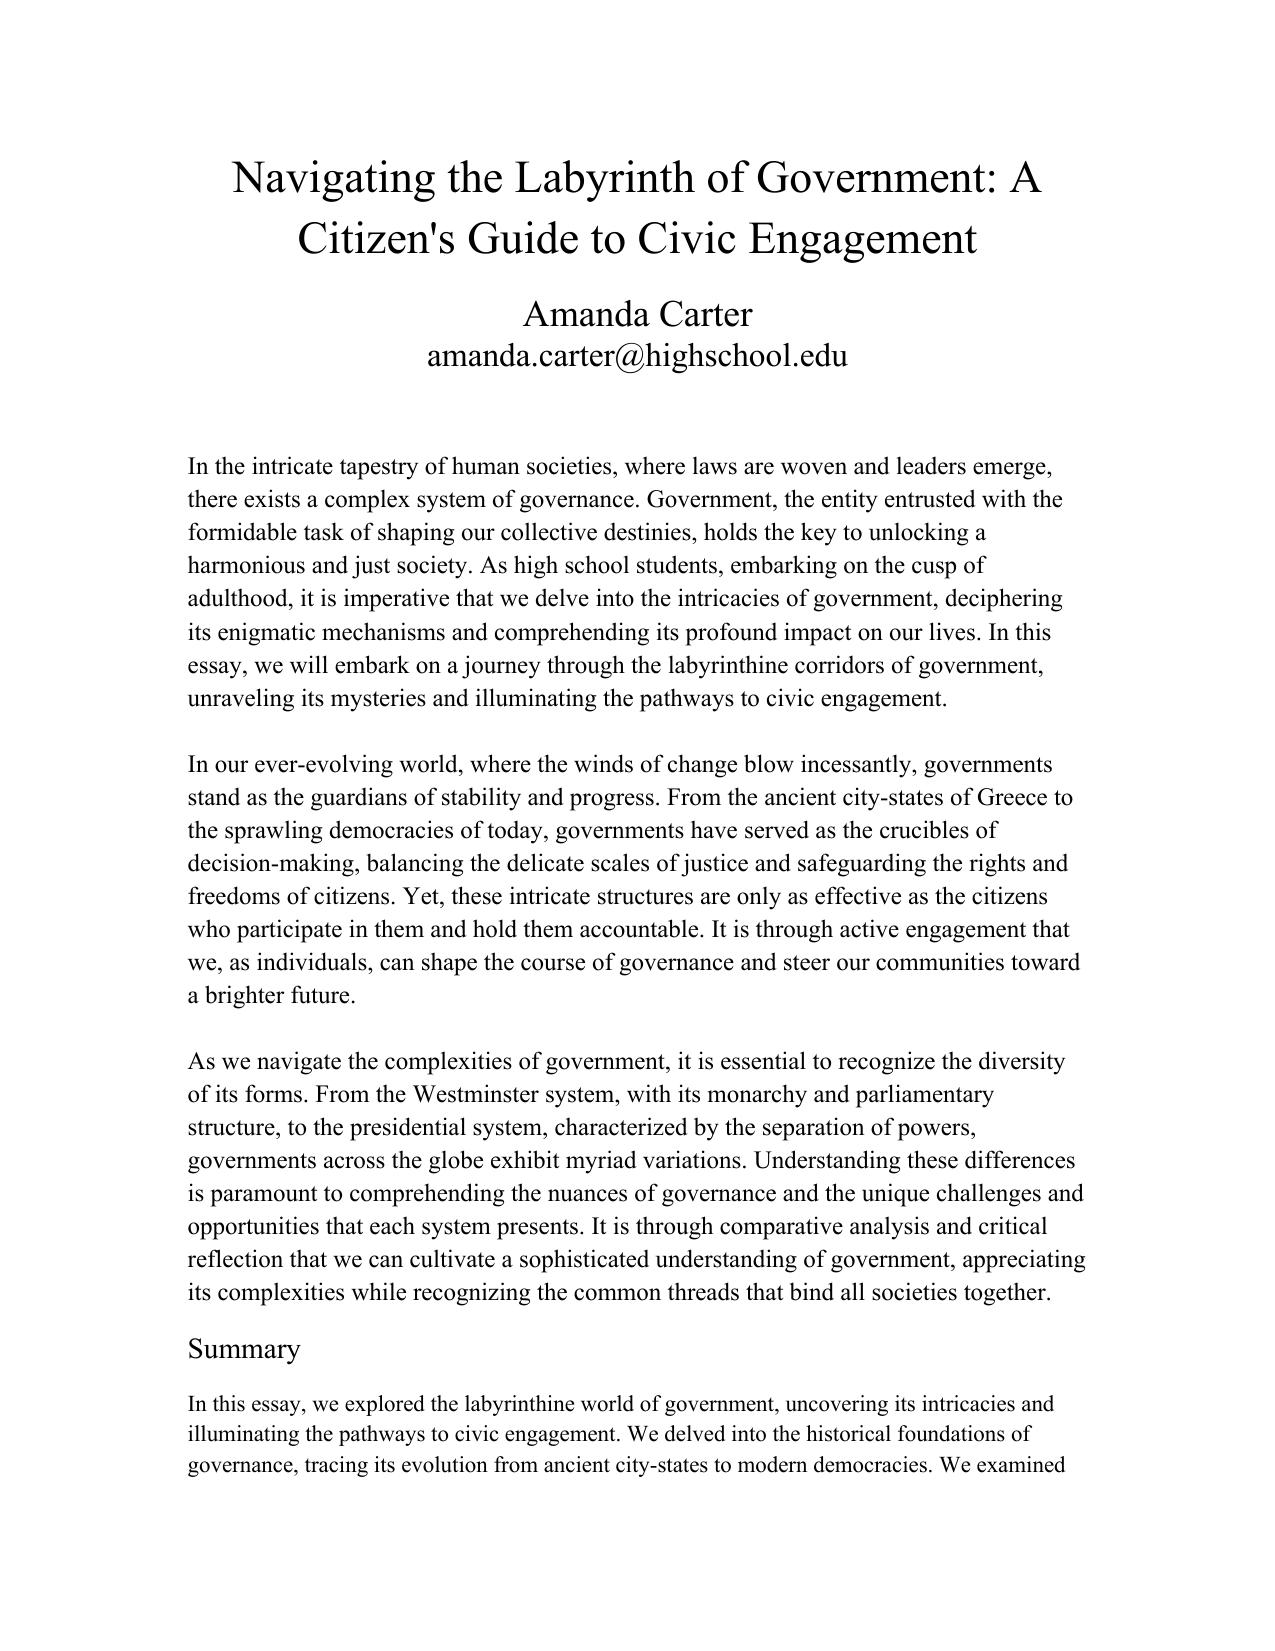 Navigating the Labyrinth of Government: A
Citizen's Guide to Civic Engagement
Amanda Carter
amanda.carter@highschool.edu
In the intricate tapestry of human societies, where laws are woven and leaders emerge,
there exists a complex system of governance. Government, the entity entrusted with the
formidable task of shaping our collective destinies, holds the key to unlocking a
harmonious and just society. As high school students, embarking on the cusp of
adulthood, it is imperative that we delve into the intricacies of government, deciphering
its enigmatic mechanisms and comprehending its profound impact on our lives. In this
essay, we will embark on a journey through the labyrinthine corridors of government,
unraveling its mysteries and illuminating the pathways to civic engagement.
In our ever-evolving world, where the winds of change blow incessantly, governments
stand as the guardians of stability and progress. From the ancient city-states of Greece to
the sprawling democracies of today, governments have served as the crucibles of
decision-making, balancing the delicate scales of justice and safeguarding the rights and
freedoms of citizens. Yet, these intricate structures are only as effective as the citizens
who participate in them and hold them accountable. It is through active engagement that
we, as individuals, can shape the course of governance and steer our communities toward
a brighter future.
As we navigate the complexities of government, it is essential to recognize the diversity
of its forms. From the Westminster system, with its monarchy and parliamentary
structure, to the presidential system, characterized by the separation of powers,
governments across the globe exhibit myriad variations. Understanding these differences
is paramount to comprehending the nuances of governance and the unique challenges and
opportunities that each system presents. It is through comparative analysis and critical
reflection that we can cultivate a sophisticated understanding of government, appreciating
its complexities while recognizing the common threads that bind all societies together.
Summary
In this essay, we explored the labyrinthine world of government, uncovering its intricacies and
illuminating the pathways to civic engagement. We delved into the historical foundations of
governance, tracing its evolution from ancient city-states to modern democracies. We examined